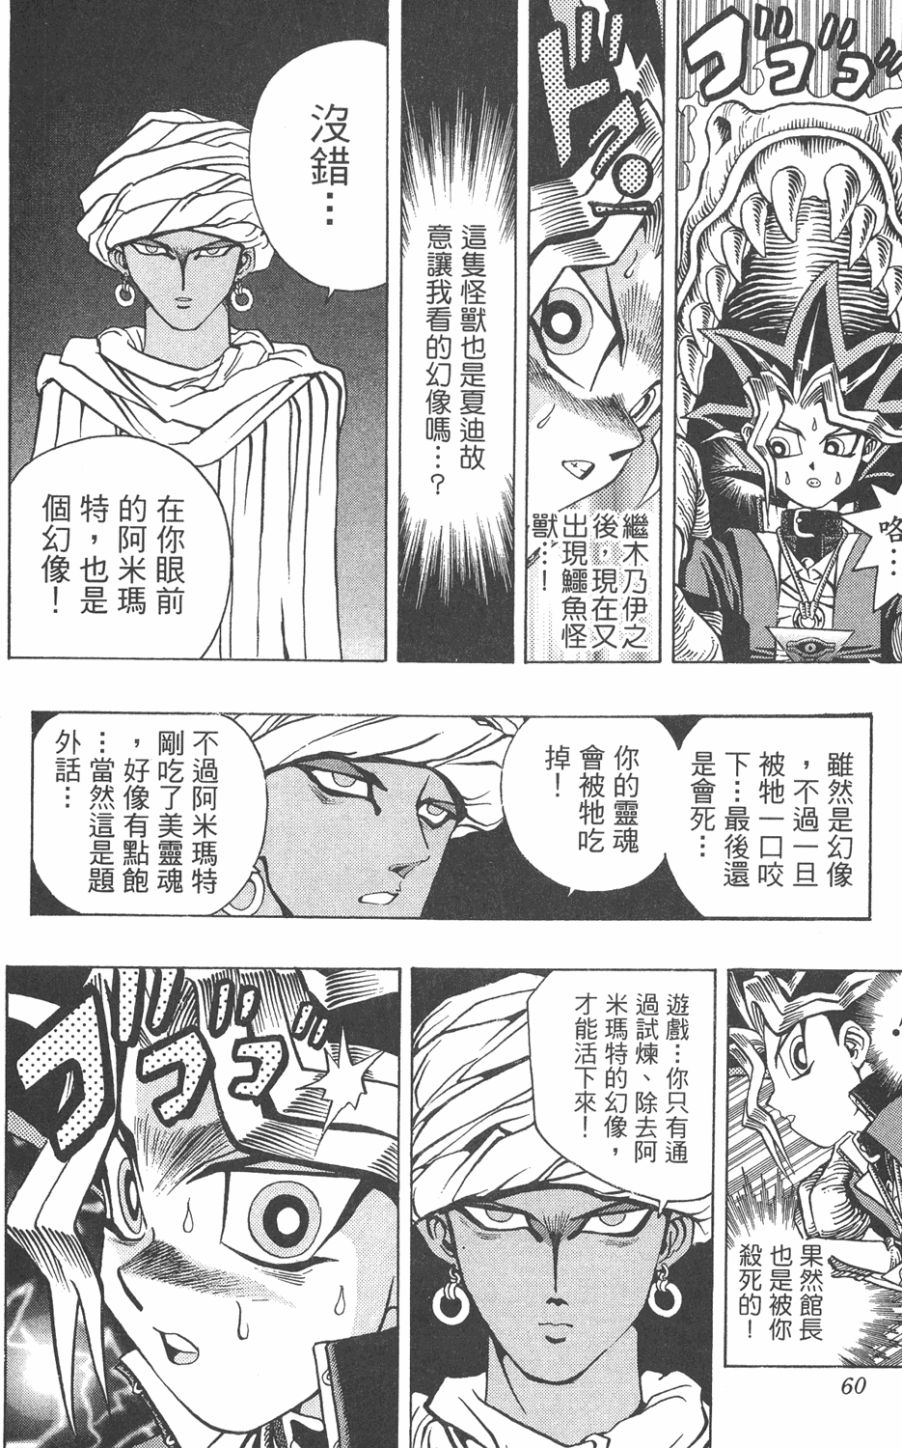 ゴゴゴ
咯…
ドクン
繼木乃伊之
後，現在又
出現鱷魚怪
獸…！
這隻怪獸也是夏迪故
意讓我看的幻像嗎…？
沒錯…
在你眼前
的阿米瑪
特，也是
個幻像！
雖然是幻像
，不過一旦
被牠一口咬
下…最後還
是會死…
你的靈魂
會被牠吃
掉！
不過阿米瑪特
剛吃了美靈魂
，好像有點飽
…當然這是題
外話…
果然館長
也是被你
殺死的！
遊戲…你只有通
過試煉、除去阿
米瑪特的幻像，
才能活下來！
ゴゴゴ
60